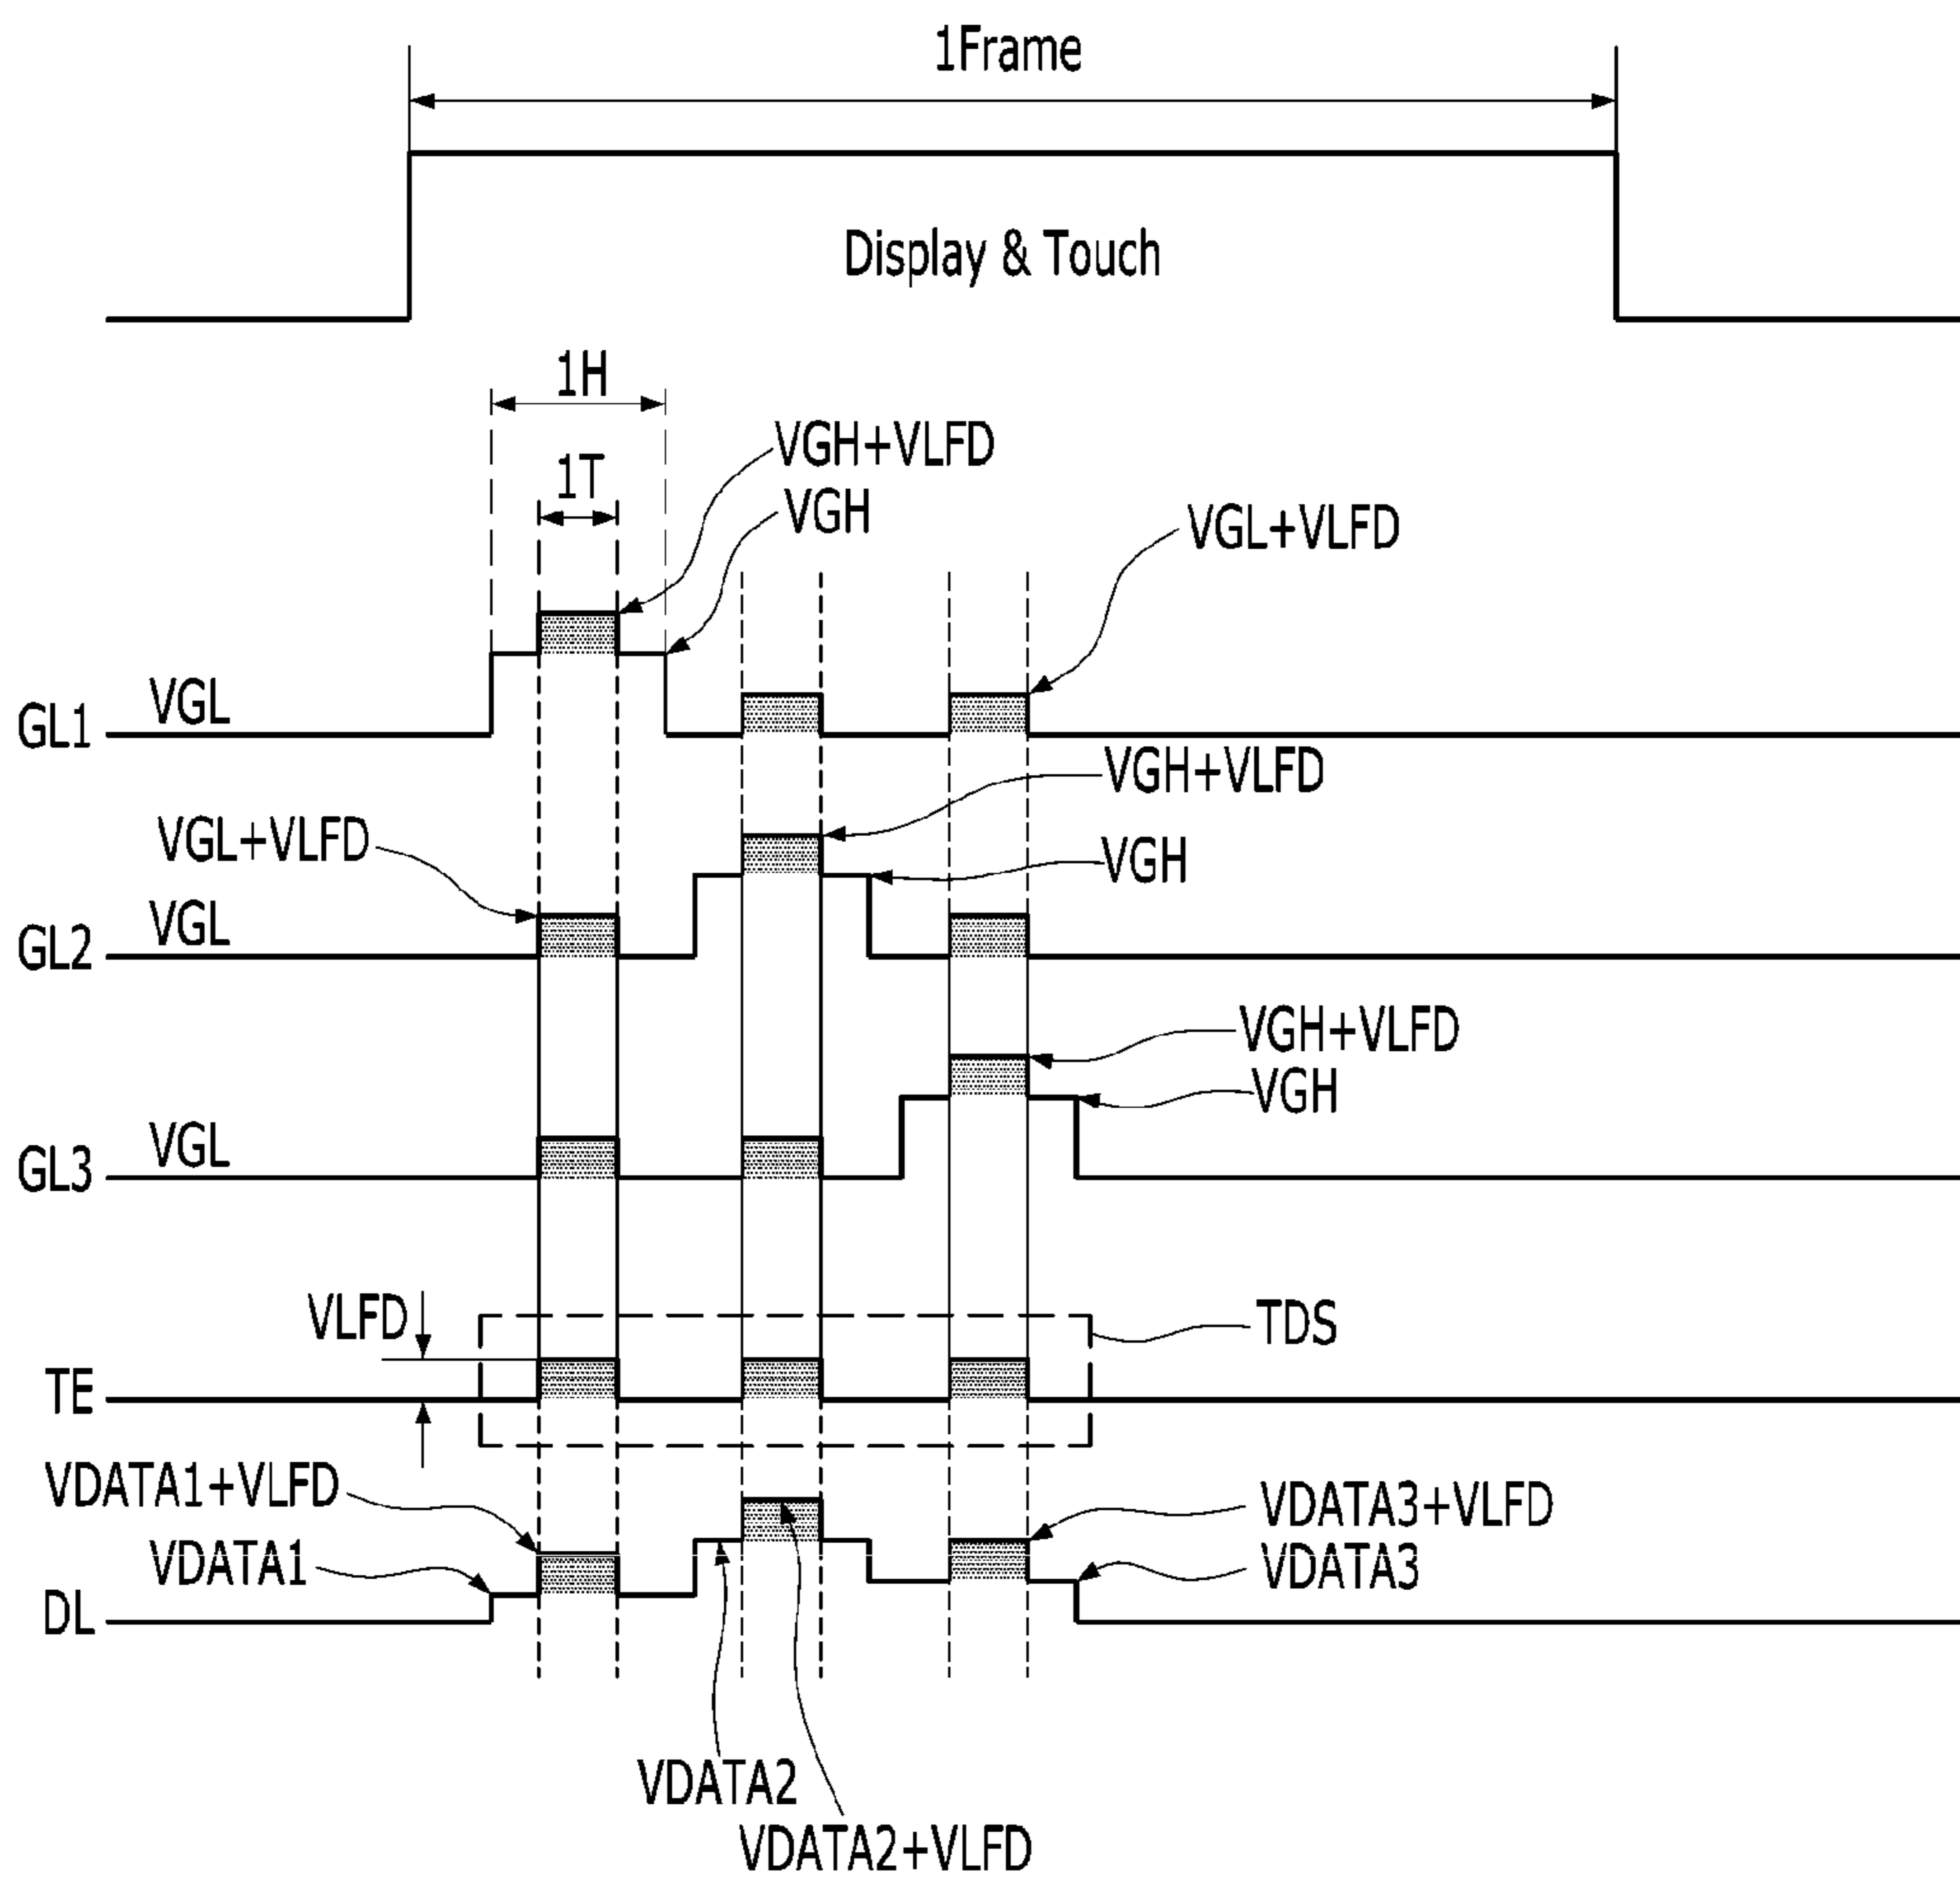 1Frame
Display & Touch
1H
1T
VGH+VLFD
VGH
VGL+VLFD
VGL
GL1
VGH+VLFD
VGL+VLFD
VGH
VGL
GL2
VGH+VLFD
VGH
VGL
GL3
VLFD
TDS
TE
VDATA1+VLFD
VDATA3+VLFD
VDATA1
VDATA3
DL
VDATA2
VDATA2+VLFD